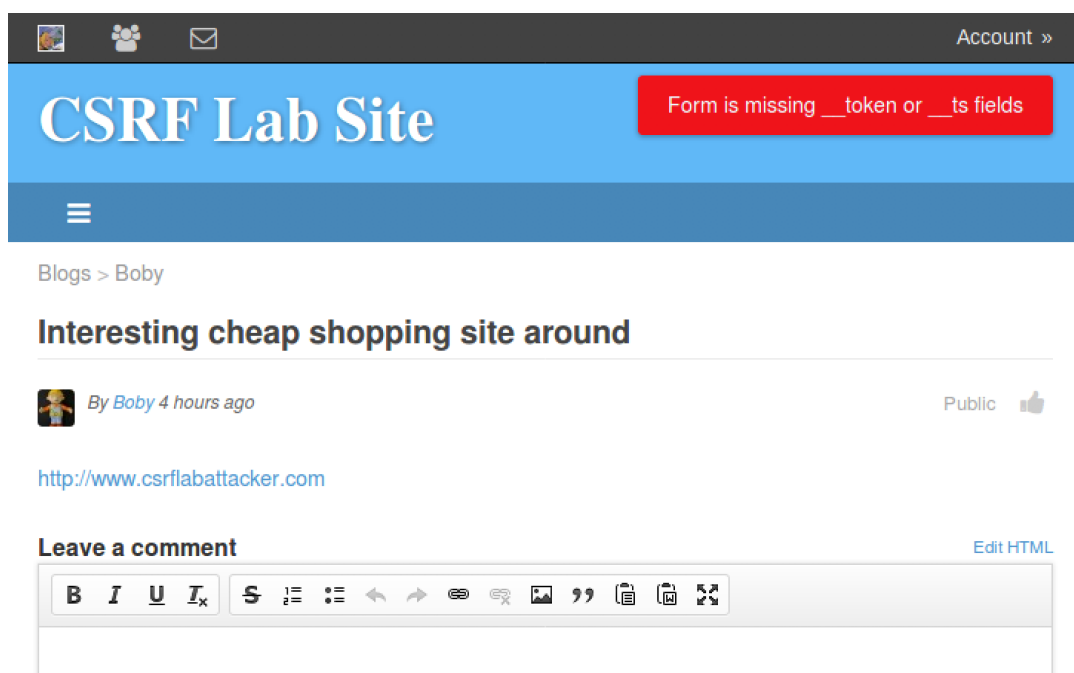 Account »
CSRF Lab Site
Form is missing __token or __ts fields
Blogs > Boby
Interesting cheap shopping site around
By Boby 4 hours ago
Public
http://www.csrflabattacker.com
Leave a comment
Edit HTML
B I U Tx S